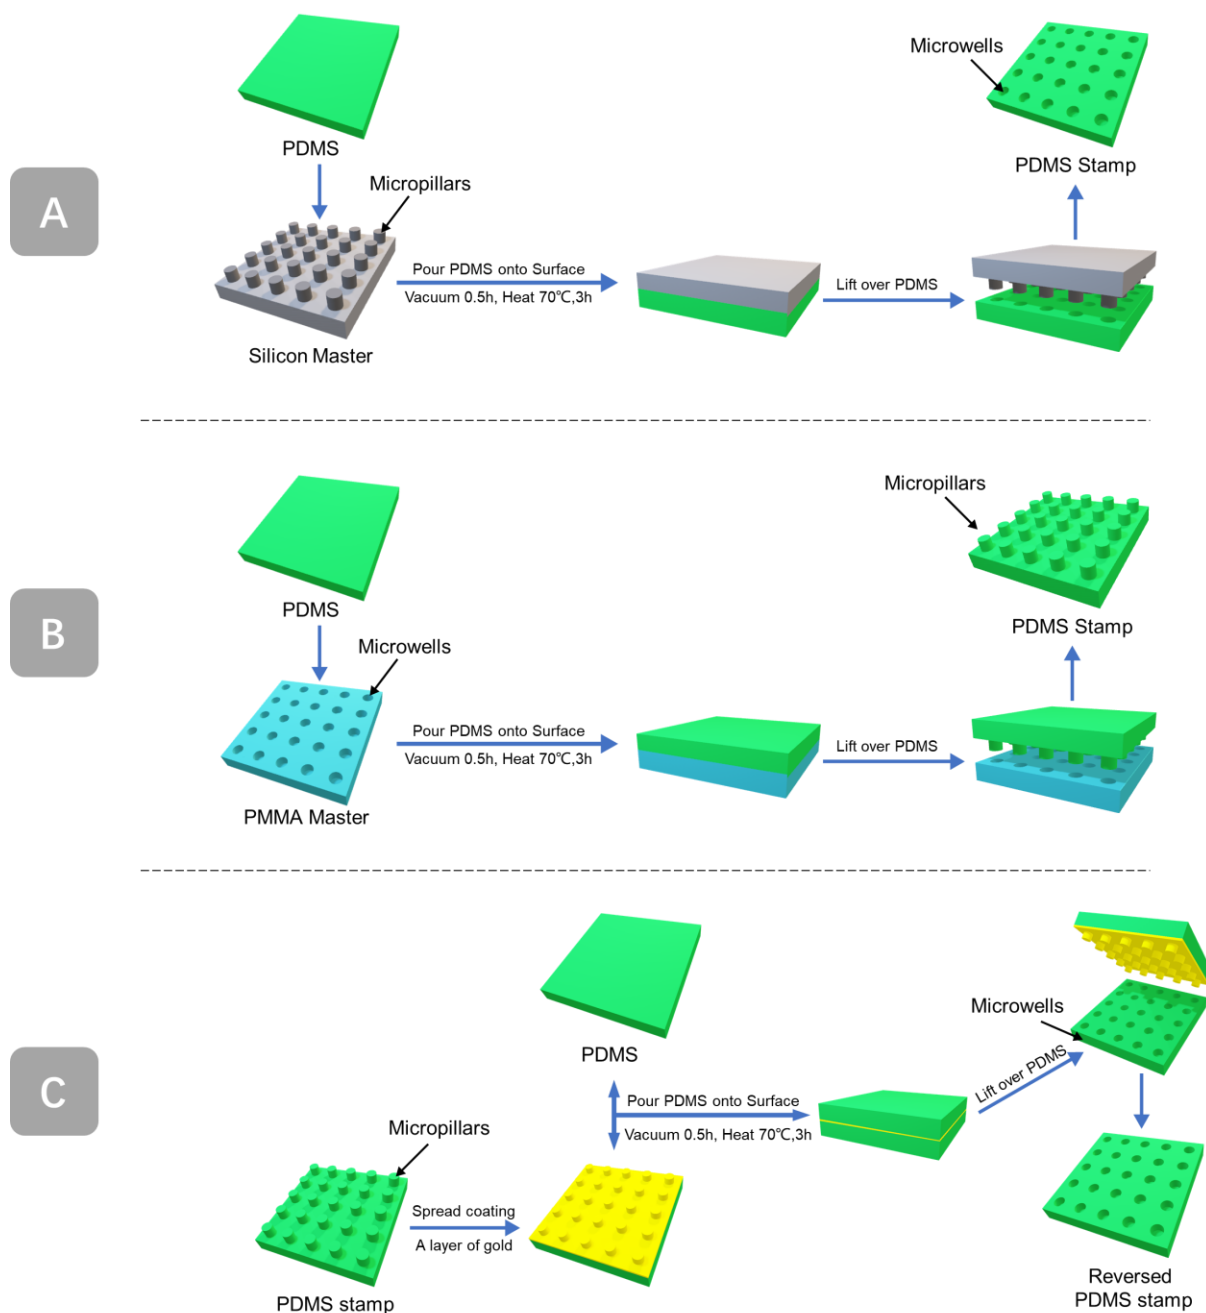 A
PDMS
Micropillars
Silicon Master
Pour PDMS onto Surface
Vacuum 0.5h, Heat 70℃,3h
Lift over PDMS
Microwells
PDMS Stamp
B
PDMS
Microwells
PMMA Master
Pour PDMS onto Surface
Vacuum 0.5h, Heat 70℃,3h
Lift over PDMS
Micropillars
PDMS Stamp
C
Micropillars
PDMS stamp
Spread coating
A layer of gold
PDMS
Pour PDMS onto Surface
Vacuum 0.5h, Heat 70℃,3h
Lift over PDMS
Microwells
Reversed
PDMS stamp